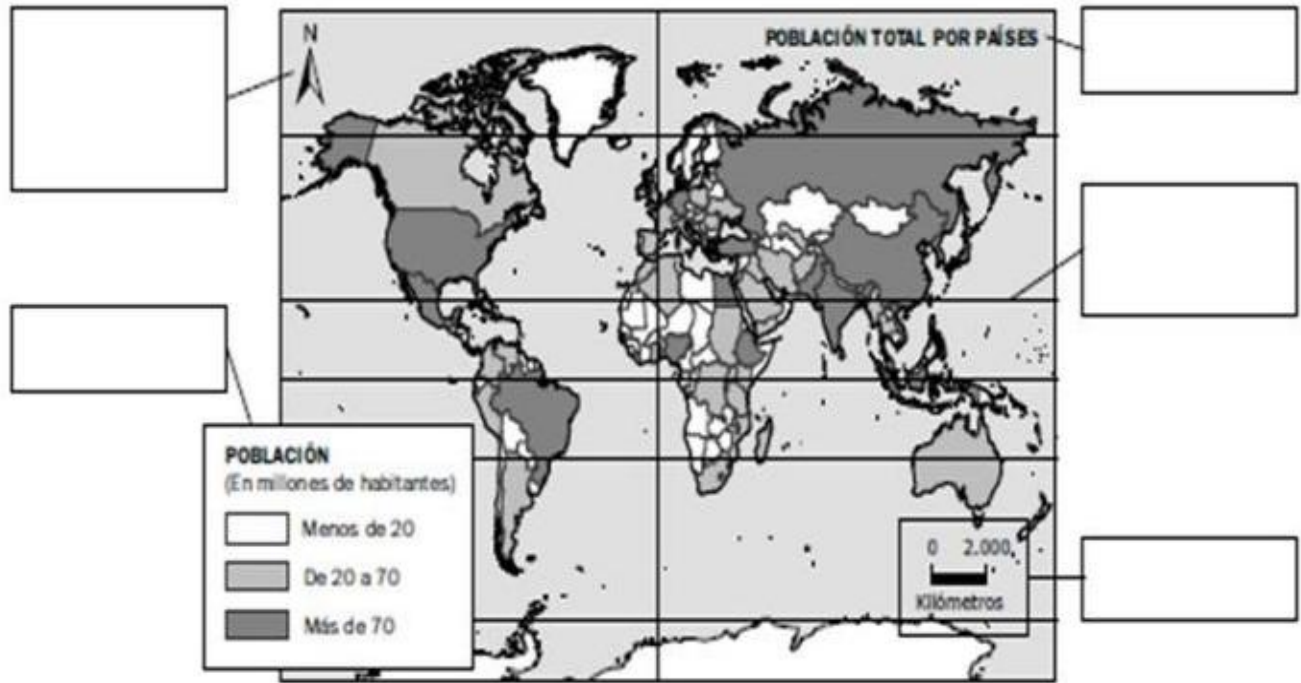 N
POBLACIÓN TOTAL POR PAÍSES
POBLACIÓN
(En millones de habitantes)
Menos de 20
De 20 a 70
Más de 70
0 2.000
Kilómetros